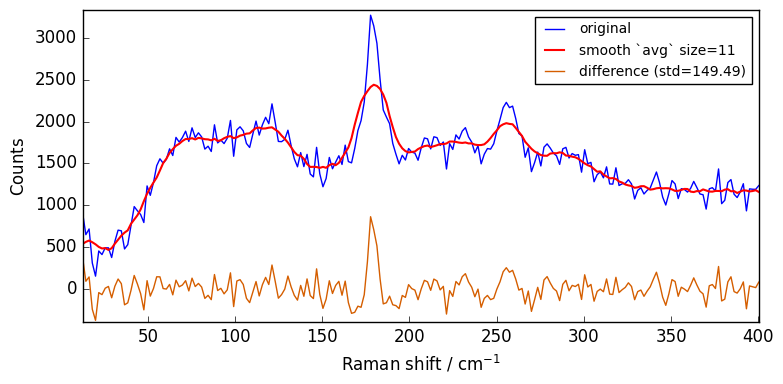 original
smooth `avg` size=11
difference (std=149.49)
Counts
3000
2500
2000
1500
1000
500
0
50 100 150 200 250 300 350 400
Raman shift / cm⁻¹